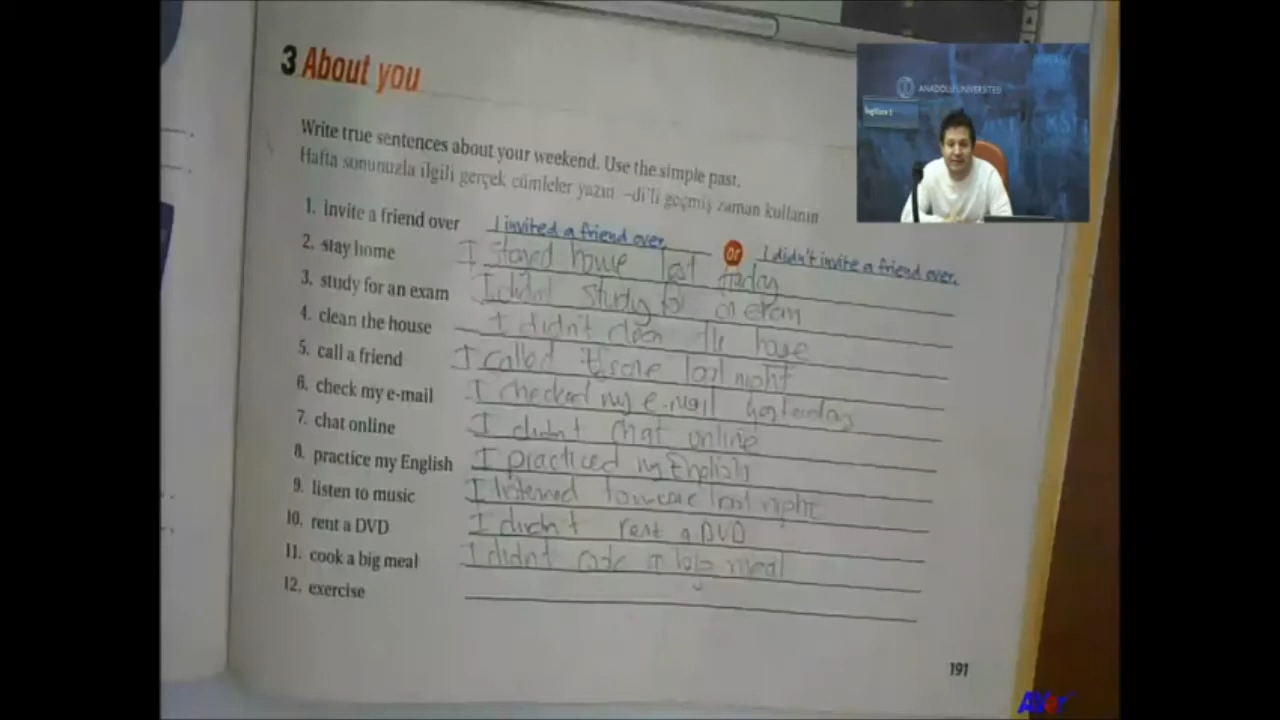 3 About you
Write true sentences about your weekend. Use the simple past.
Hafta sonunuzla ilgili gerçek cümleler yazın. –di'li geçmiş zaman kullanın
1. invite a friend over I invited a friend over. or I didn't invite a friend over.
2. stay home I stayed home last
3. study for an exam I didn't study for an exam
4. clean the house I didn't clean the house
5. call a friend I called last night
6. check my e-mail I checked my e-mail yesterday
7. chat online I didn't chat online
8. practice my English I practiced my English
9. listen to music I listened to last night
10. rent a DVD I didn't rent a DVD
11. cook a big meal I didn't a big meal
12. exercise
191
ANADOLU ÜNİVERSİTESİ
AVer